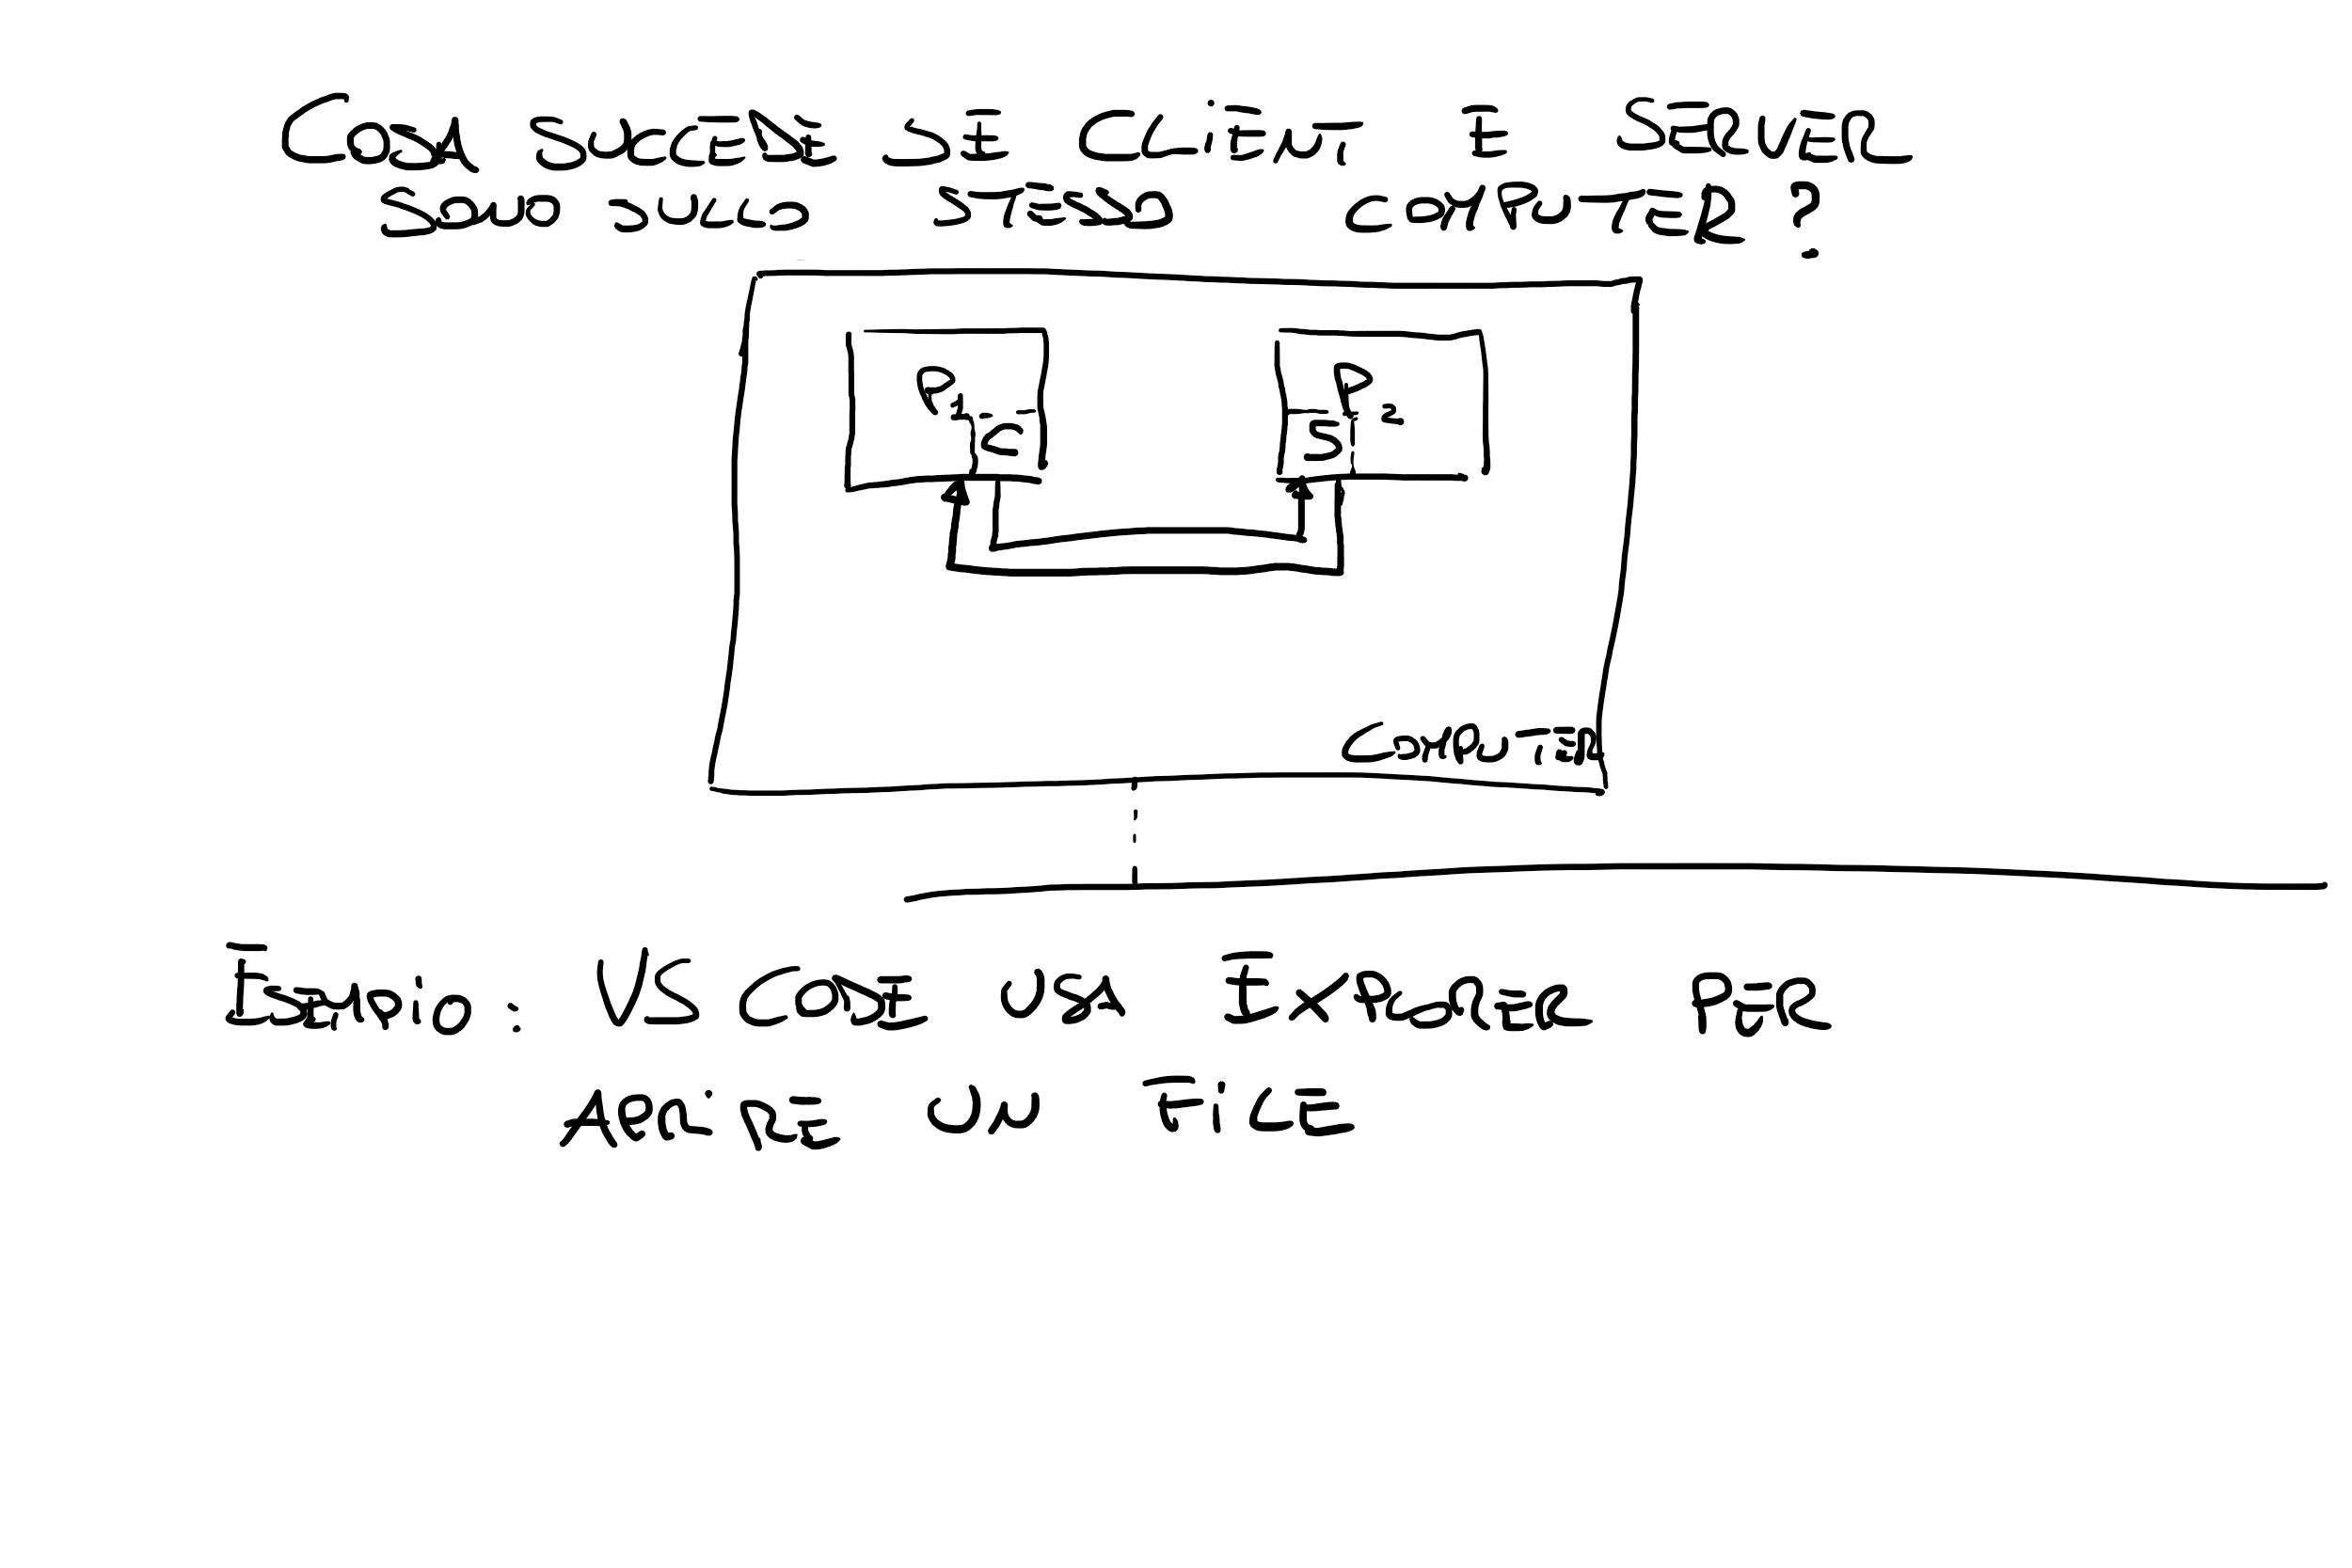 COSA SUCCEDE SE CLIENT E SERVER
SONO SULLO STESSO COMPUTER?
P1 P2
C S
COMPUTER
ESEMPIO: VS CODE USA EXPLORER PER
APRIRE UN FILE